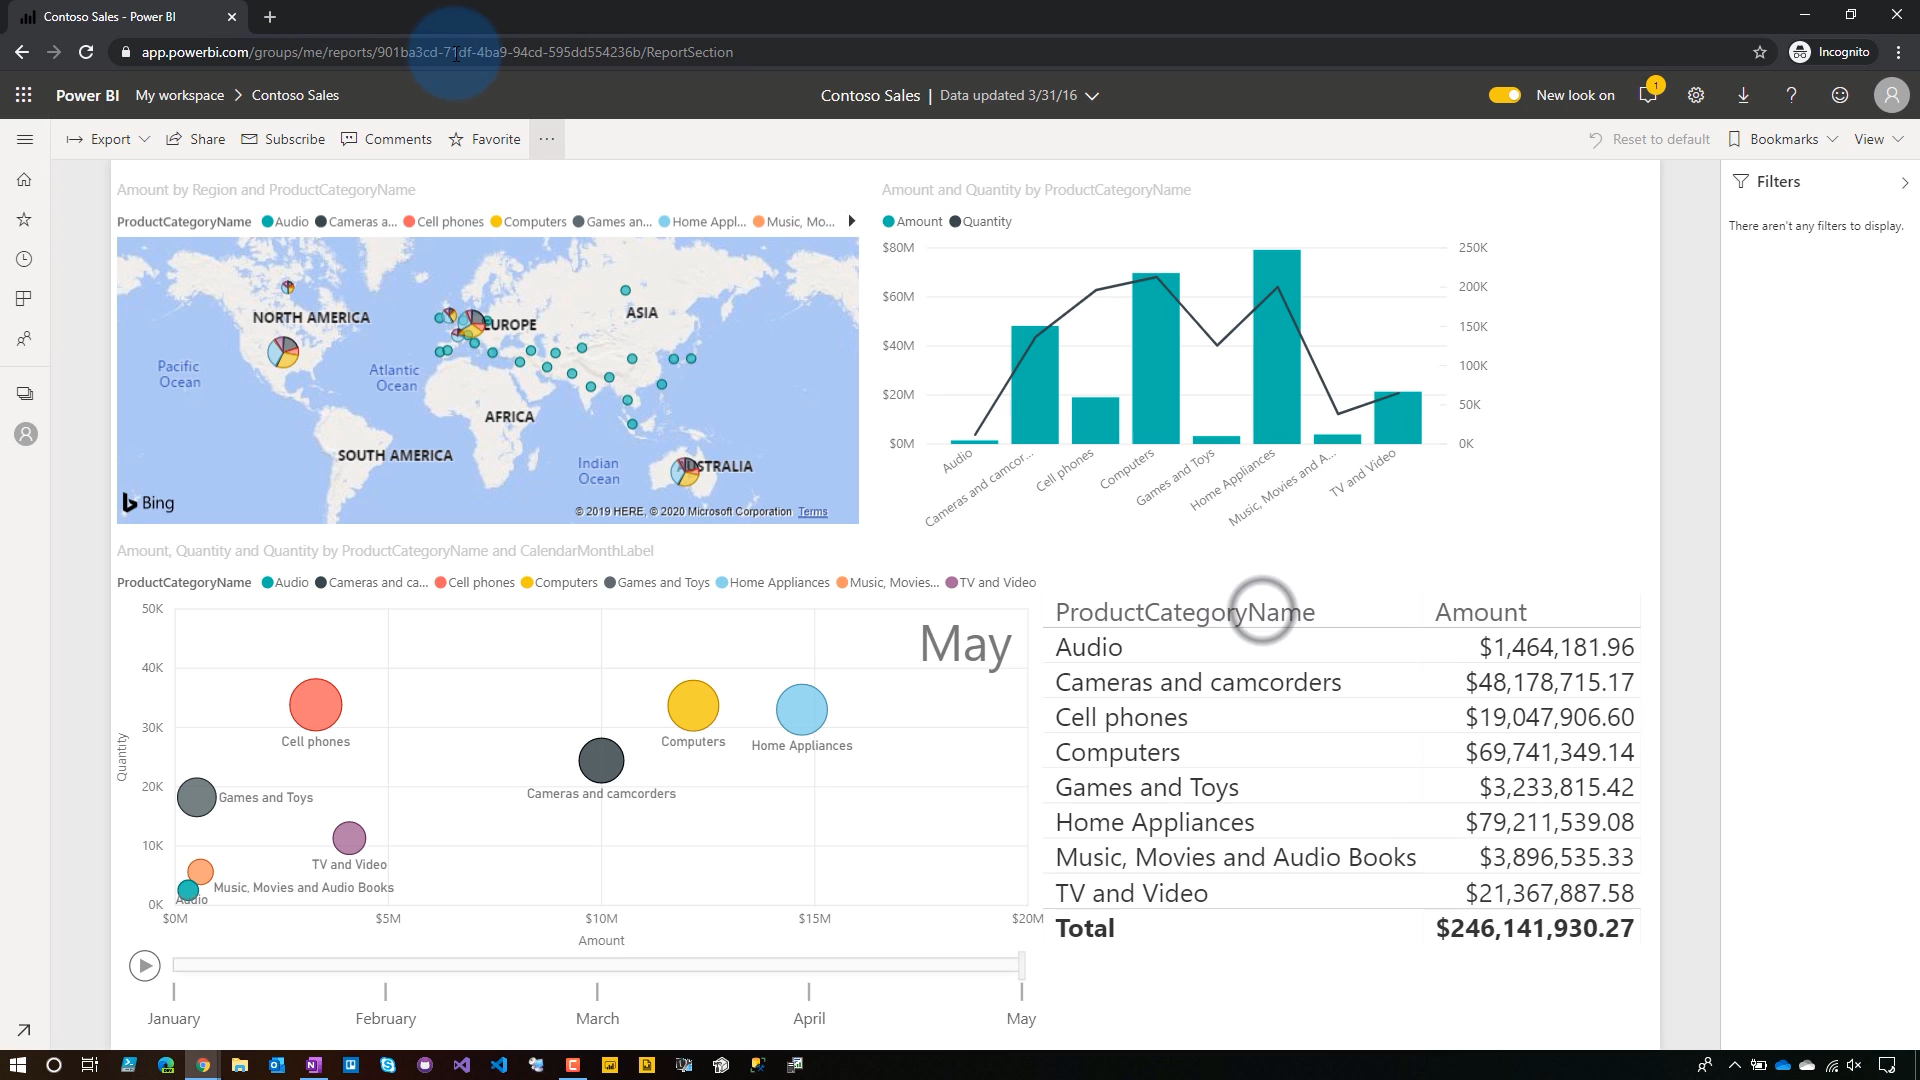 Contoso Sales - Power BI
app.powerbi.com/groups/me/reports/901ba3cd-71df-4ba9-94cd-595dd554236b/ReportSection
Incognito
Power BI My workspace > Contoso Sales
Contoso Sales | Data updated 3/31/16
New look on
1
Export Share Subscribe Comments Favorite ...
Reset to default Bookmarks View
Amount by Region and ProductCategoryName
ProductCategoryName Audio Cameras a... Cell phones Computers Games an... Home Appl... Music, Mo...
NORTH AMERICA
EUROPE
ASIA
Pacific
Ocean
Atlantic
Ocean
AFRICA
SOUTH AMERICA
Indian
Ocean
AUSTRALIA
Bing
© 2019 HERE, © 2020 Microsoft Corporation Terms
Amount and Quantity by ProductCategoryName
Amount Quantity
$80M
$60M
$40M
$20M
$0M
250K
200K
150K
100K
50K
0K
Audio
Cameras and camcor...
Cell phones
Computers
Games and Toys
Home Appliances
Music, Movies and A...
TV and Video
Filters
There aren't any filters to display.
Amount, Quantity and Quantity by ProductCategoryName and CalendarMonthLabel
ProductCategoryName Audio Cameras and ca... Cell phones Computers Games and Toys Home Appliances Music, Movies... TV and Video
May
50K
40K
30K
20K
10K
0K
Quantity
Cell phones
Computers
Home Appliances
Cameras and camcorders
Games and Toys
TV and Video
Music, Movies and Audio Books
Audio
$0M $5M $10M $15M $20M
Amount
January February March April May
ProductCategoryName Amount
Audio $1,464,181.96
Cameras and camcorders $48,178,715.17
Cell phones $19,047,906.60
Computers $69,741,349.14
Games and Toys $3,233,815.42
Home Appliances $79,211,539.08
Music, Movies and Audio Books $3,896,535.33
TV and Video $21,367,887.58
Total $246,141,930.27